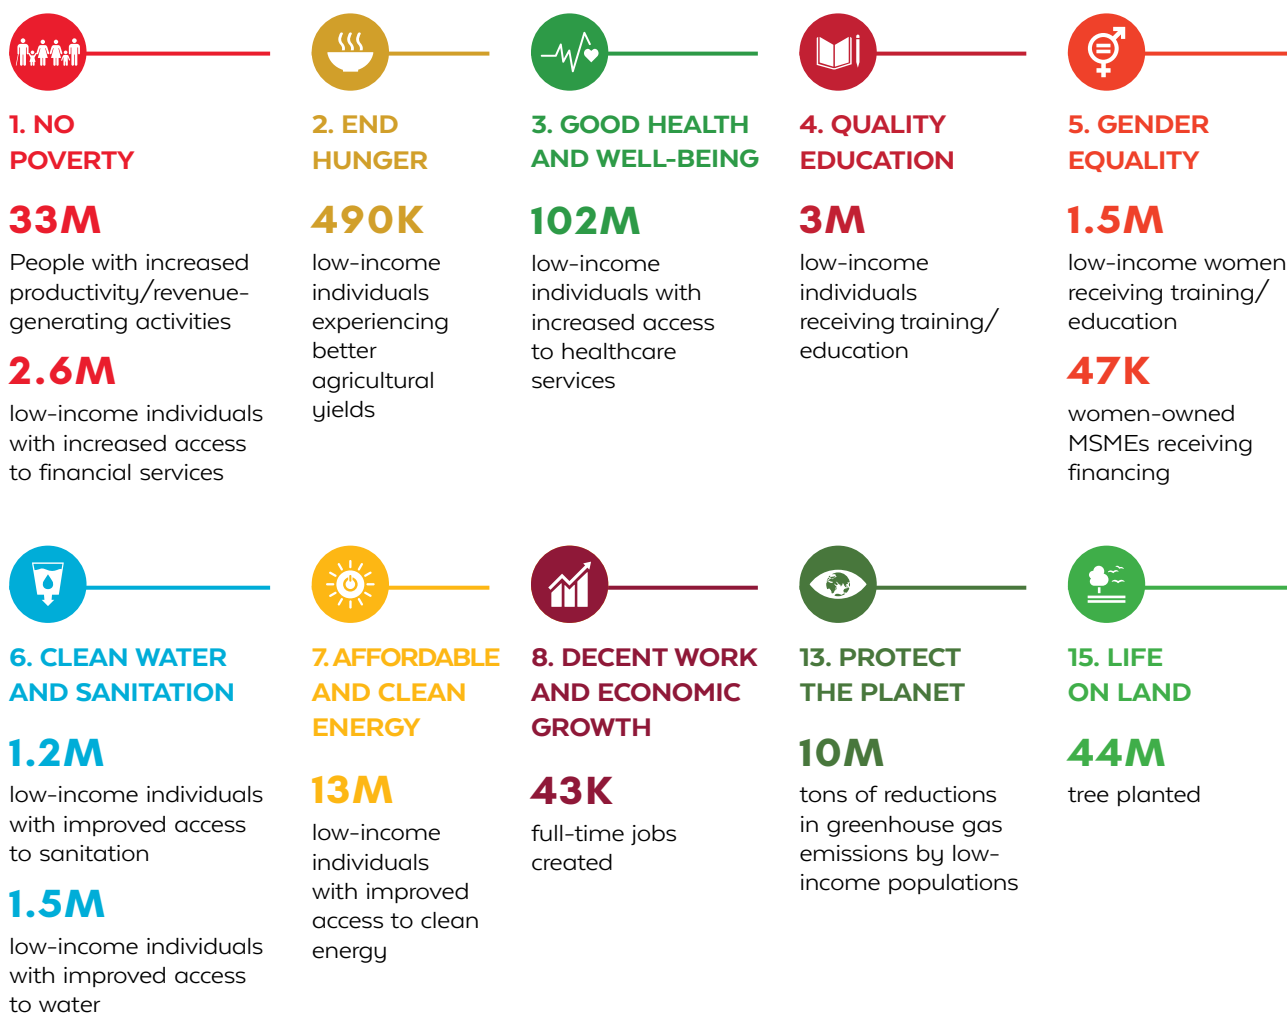 1. NO
POVERTY
33M
People with increased
productivity/revenue-
generating activities
2.6M
low-income individuals
with increased access
to financial services
2. END
HUNGER
490K
low-income
individuals
experiencing
better
agricultural
yields
3. GOOD HEALTH
AND WELL-BEING
102M
low-income
individuals with
increased access
to healthcare
services
4. QUALITY
EDUCATION
3M
low-income
individuals
receiving training/
education
5. GENDER
EQUALITY
1.5M
low-income women
receiving training/
education
47K
women-owned
MSMEs receiving
financing
6. CLEAN WATER
AND SANITATION
1.2M
low-income individuals
with improved access
to sanitation
1.5M
low-income individuals
with improved access
to water
7. AFFORDABLE
AND CLEAN
ENERGY
13M
low-income
individuals
with improved
access to clean
energy
8. DECENT WORK
AND ECONOMIC
GROWTH
43K
full-time jobs
created
13. PROTECT
THE PLANET
10M
tons of reductions
in greenhouse gas
emissions by low-
income populations
15. LIFE
ON LAND
44M
tree planted